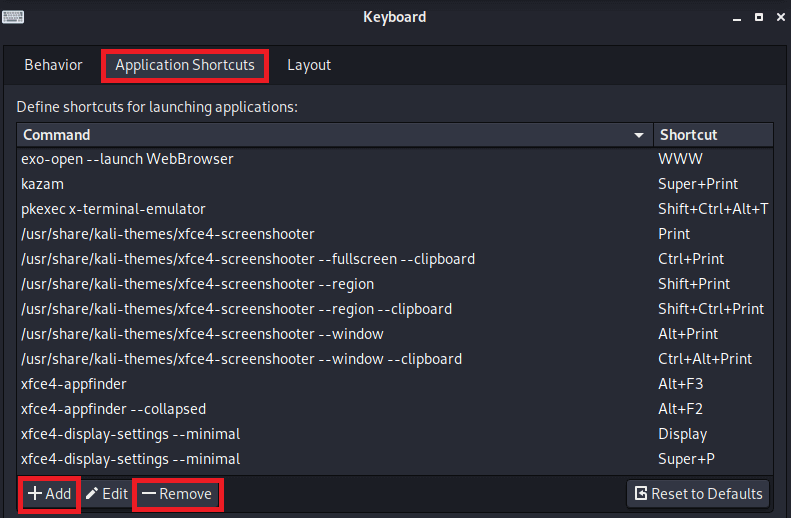 Keyboard
Behavior Application Shortcuts Layout
Define shortcuts for launching applications:
Command Shortcut
exo-open --launch WebBrowser WWW
kazam Super+Print
pkexec x-terminal-emulator Shift+Ctrl+Alt+T
/usr/share/kali-themes/xfce4-screenshooter Print
/usr/share/kali-themes/xfce4-screenshooter --fullscreen --clipboard Ctrl+Print
/usr/share/kali-themes/xfce4-screenshooter --region Shift+Print
/usr/share/kali-themes/xfce4-screenshooter --region --clipboard Shift+Ctrl+Print
/usr/share/kali-themes/xfce4-screenshooter --window Alt+Print
/usr/share/kali-themes/xfce4-screenshooter --window --clipboard Ctrl+Alt+Print
xfce4-appfinder Alt+F3
xfce4-appfinder --collapsed Alt+F2
xfce4-display-settings --minimal Display
xfce4-display-settings --minimal Super+P
Add Edit Remove Reset to Defaults